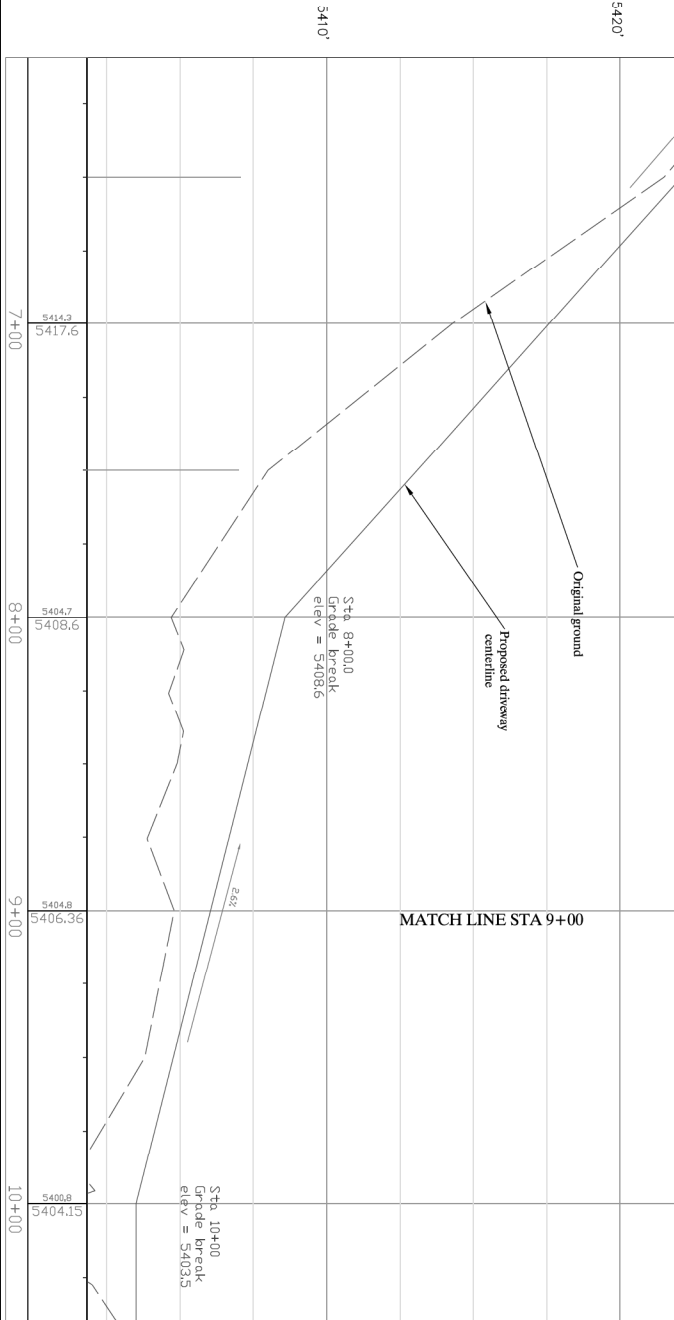 5410'
5420'
7+00
5414.3
5417.6
8+00
5404.7
5408.6
9+00
5404.8
5406.36
10+00
5400.8
5404.15
Original ground
Proposed driveway
centerline
Sta 8+00.0
Grade break
elev = 5408.6
2.6%
MATCH LINE STA 9+00
Sta 10+00
Grade break
elev = 5403.5